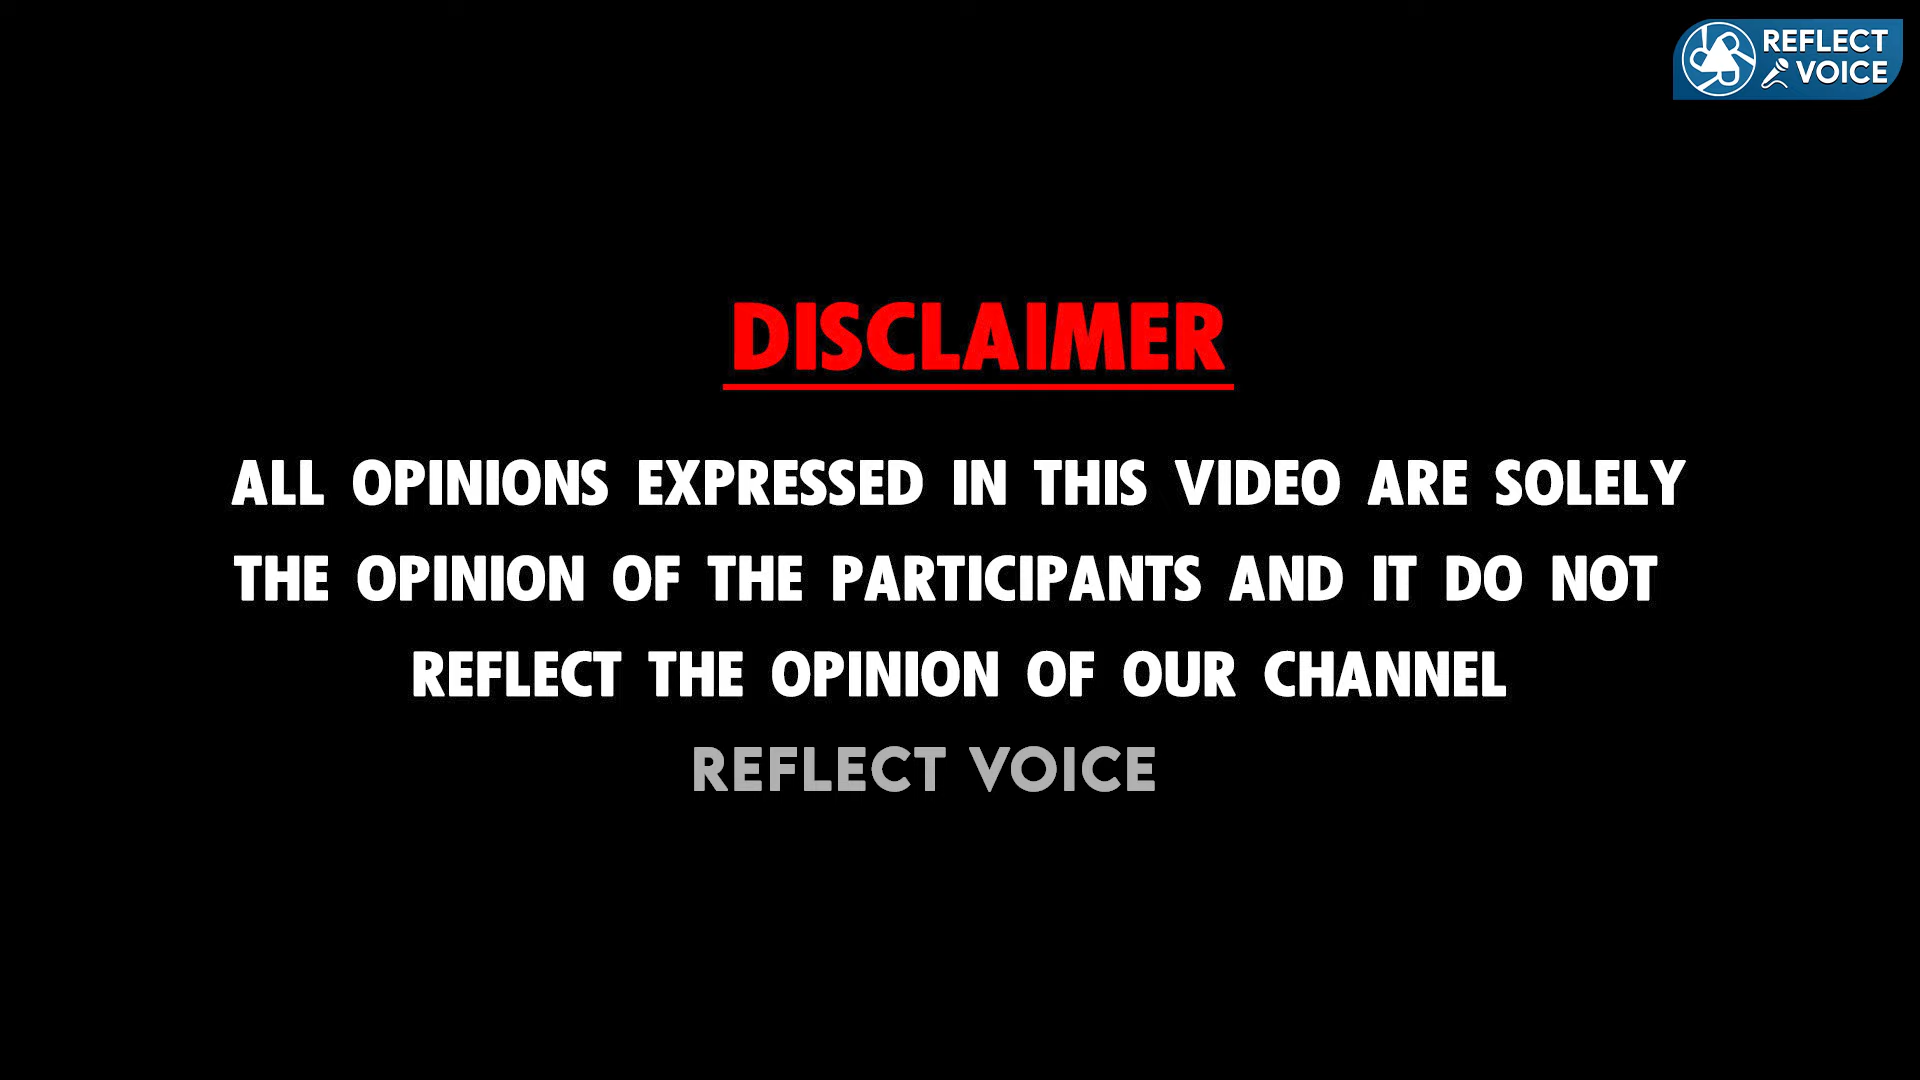 REFLECT
VOICE
DISCLAIMER
ALL OPINIONS EXPRESSED IN THIS VIDEO ARE SOLELY
THE OPINION OF THE PARTICIPANTS AND IT DO NOT
REFLECT THE OPINION OF OUR CHANNEL
REFLECT VOICE